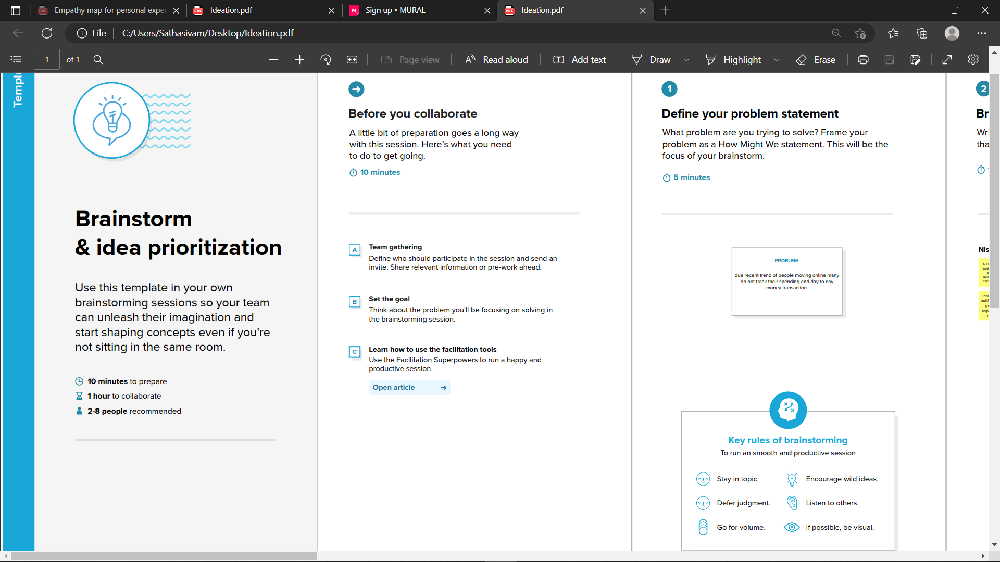 Empathy map for personal exper
Ideation.pdf
Sign up • MURAL
Ideation.pdf
File
C:/Users/Sathasivam/Desktop/Ideation.pdf
1
of 1
Page view
Read aloud
Add text
Draw
Highlight
Erase
Templa
Brainstorm
& idea prioritization
Use this template in your own
brainstorming sessions so your team
can unleash their imagination and
start shaping concepts even if you're
not sitting in the same room.
10 minutes to prepare
1 hour to collaborate
2-8 people recommended
Before you collaborate
A little bit of preparation goes a long way
with this session. Here’s what you need
to do to get going.
10 minutes
A
Team gathering
Define who should participate in the session and send an
invite. Share relevant information or pre-work ahead.
B
Set the goal
Think about the problem you'll be focusing on solving in
the brainstorming session.
C
Learn how to use the facilitation tools
Use the Facilitation Superpowers to run a happy and
productive session.
Open article
1
Define your problem statement
What problem are you trying to solve? Frame your
problem as a How Might We statement. This will be the
focus of your brainstorm.
5 minutes
PROBLEM
due recent trend of people moving online many
do not track their spending and day to day
money transaction.
Key rules of brainstorming
To run an smooth and productive session
Stay in topic.
Encourage wild ideas.
Defer judgment.
Listen to others.
Go for volume.
If possible, be visual.
2
Br
Wri
tha
Nis
Add